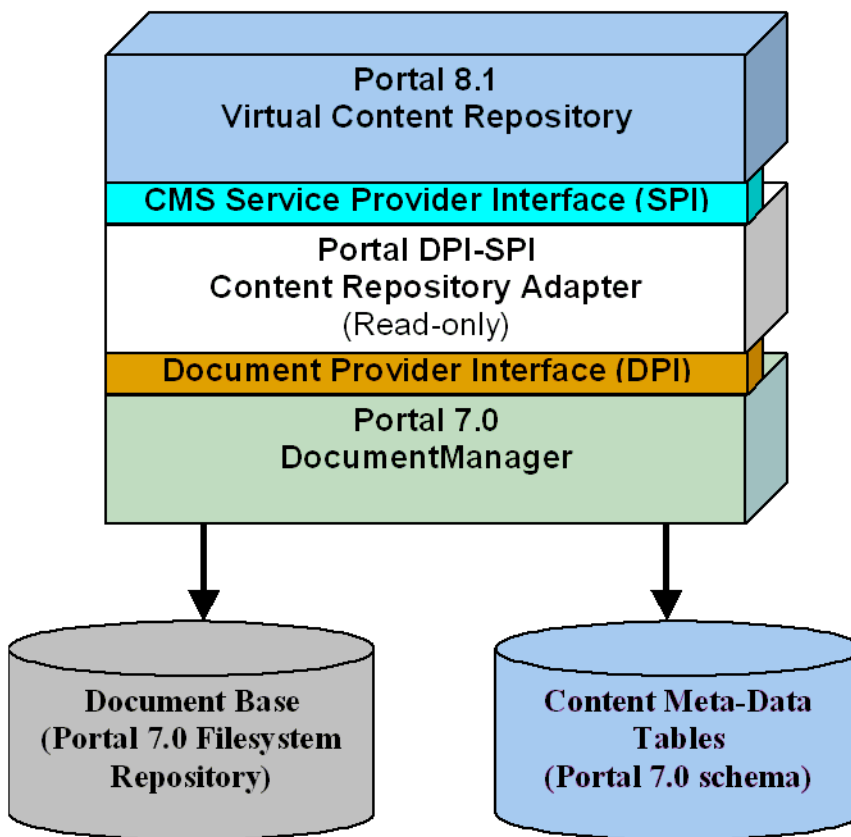 Portal 8.1
Virtual Content Repository
CMS Service Provider Interface (SPI)
Portal DPI-SPI
Content Repository Adapter
(Read-only)
Document Provider Interface (DPI)
Portal 7.0
DocumentManager
Document Base
(Portal 7.0 Filesystem
Repository)
Content Meta-Data
Tables
(Portal 7.0 schema)